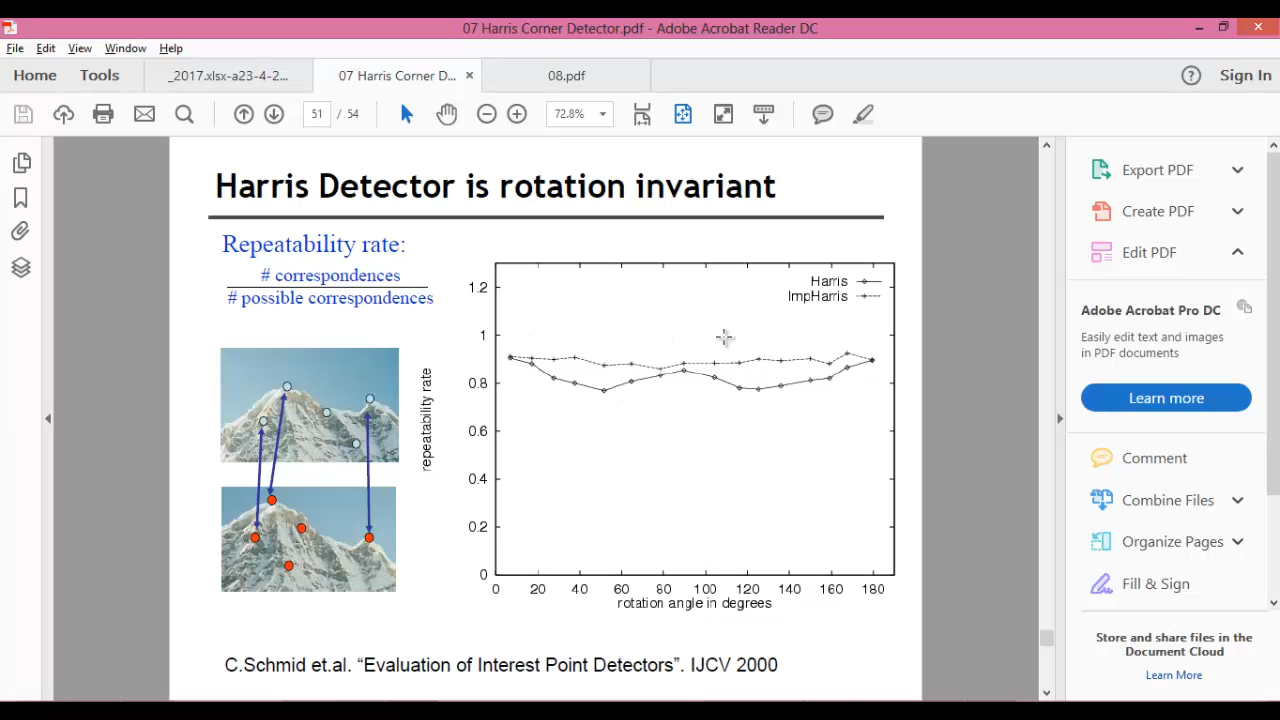 07 Harris Corner Detector.pdf - Adobe Acrobat Reader DC
File Edit View Window Help
Home Tools _2017.xlsx-a23-4-2... 07 Harris Corner D... × 08.pdf ? Sign In
51 / 54 72.8%
Harris Detector is rotation invariant
Repeatability rate:
# correspondences
# possible correspondences
Harris
ImpHarris
1.2
1
0.8
0.6
0.4
0.2
0
repeatability rate
0 20 40 60 80 100 120 140 160 180
rotation angle in degrees
C.Schmid et.al. “Evaluation of Interest Point Detectors”. IJCV 2000
Export PDF
Create PDF
Edit PDF
Adobe Acrobat Pro DC
Easily edit text and images
in PDF documents
Learn more
Comment
Combine Files
Organize Pages
Fill & Sign
Store and share files in the
Document Cloud
Learn More